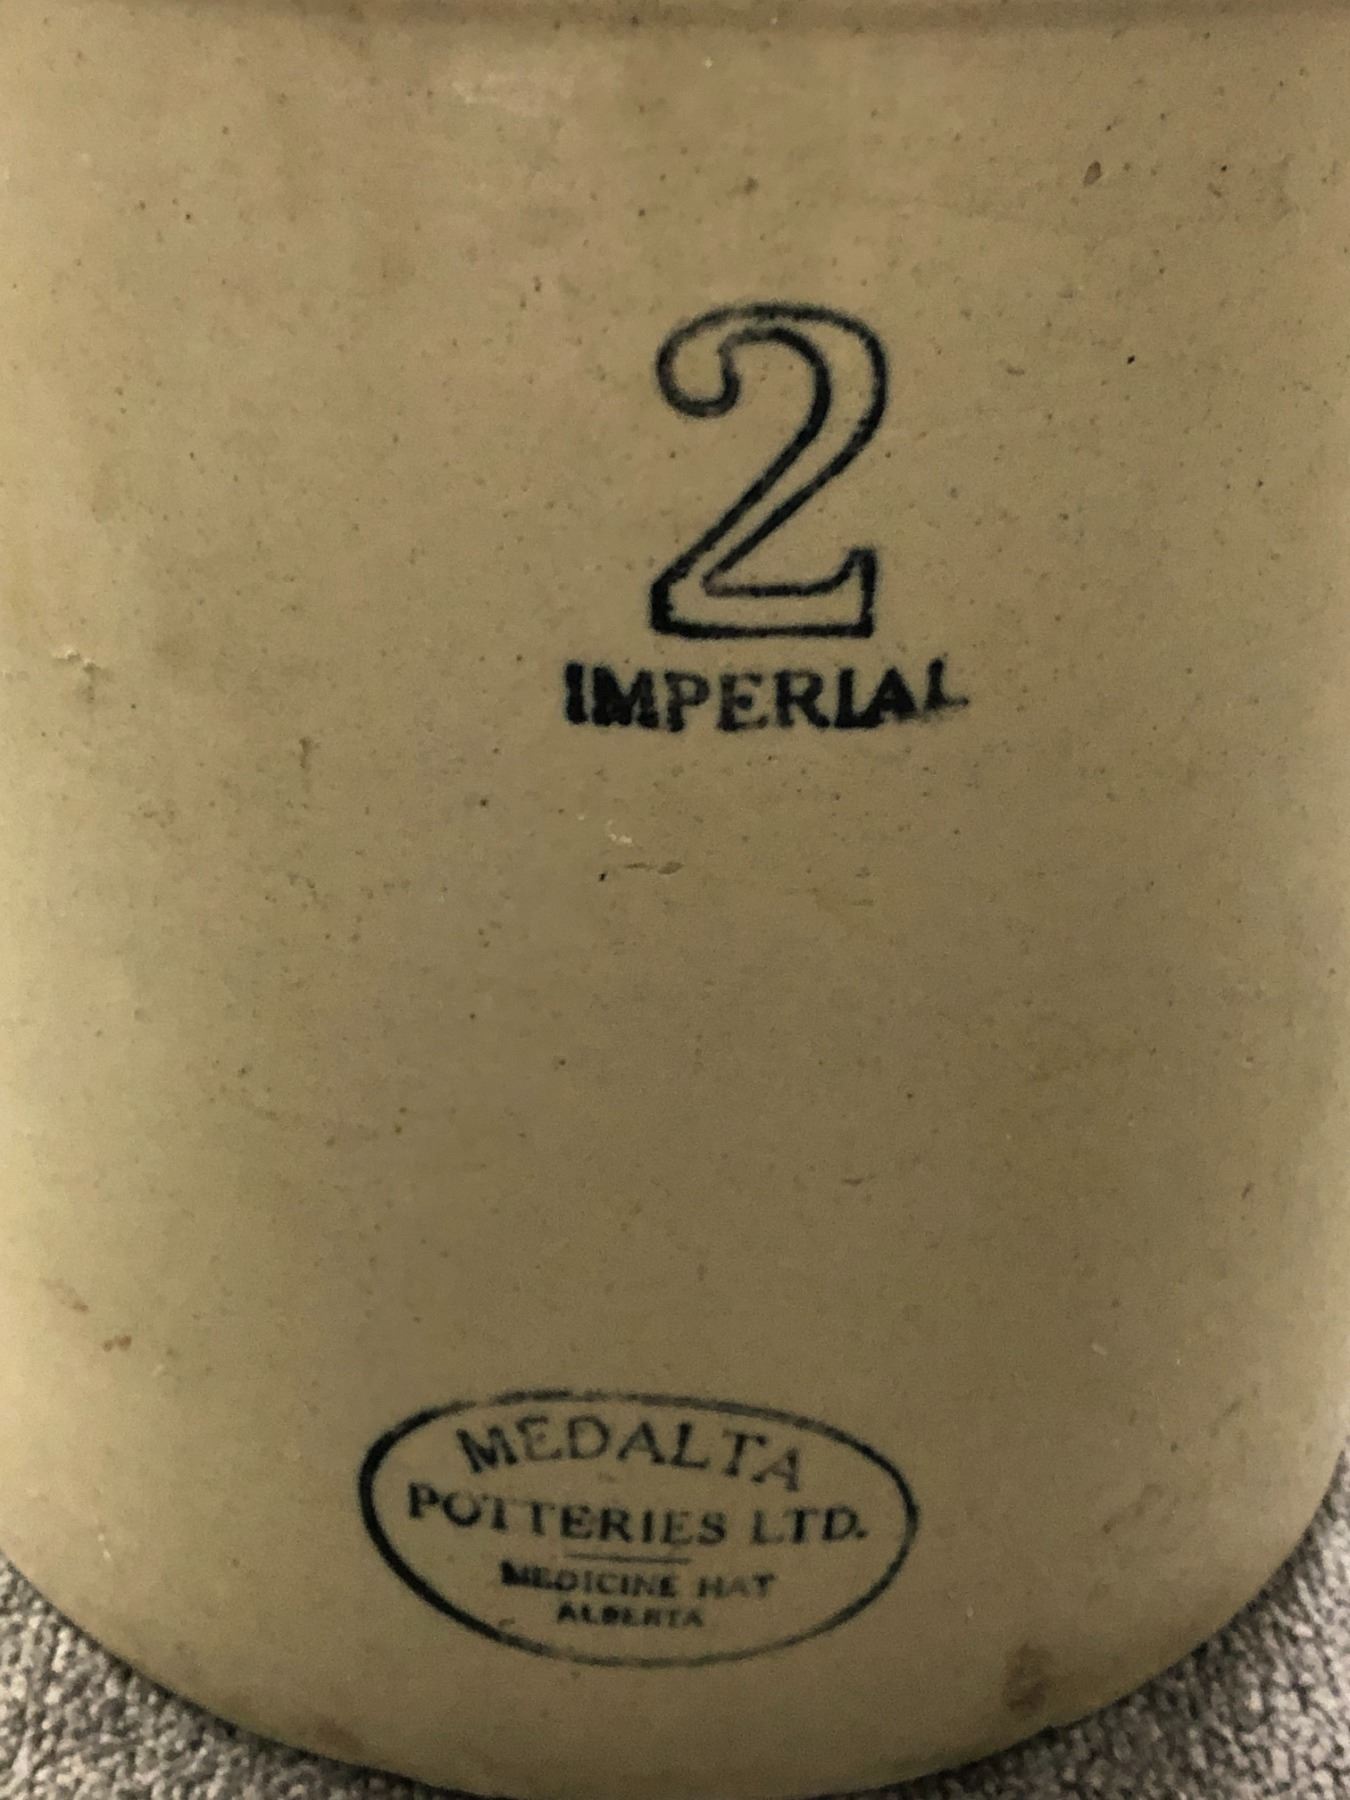 2
IMPERIAL
MEDALTA
POTTERIES LTD.
MEDICINE HAT
ALBERTA